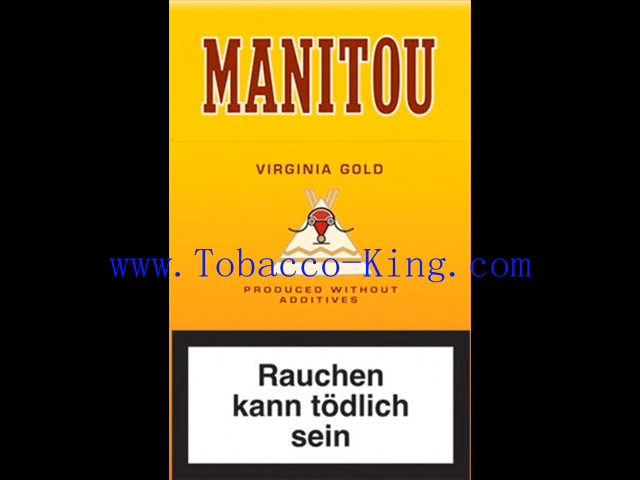 MANITOU
VIRGINIA GOLD
www.Tobacco-King.com
PRODUCED WITHOUT
ADDITIVES
Rauchen
kann tödlich
sein